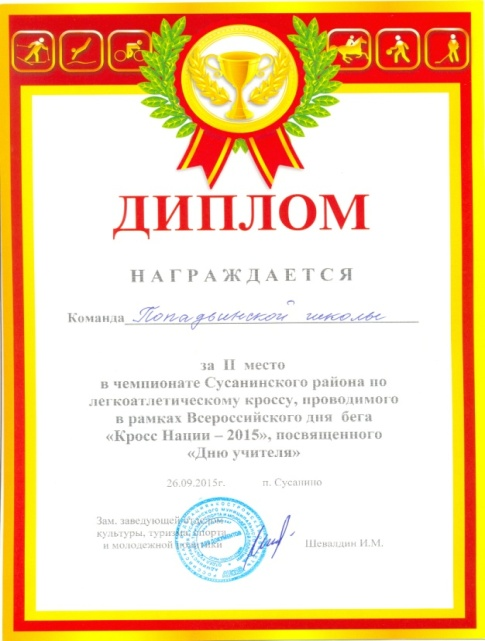 ДИПЛОМ
НАГРАЖДАЕТСЯ
Команда Попадьинской школы
за II место
в чемпионате Сусанинского района по
легкоатлетическому кроссу, проводимого
в рамках Всероссийского дня бега
«Кросс Нации – 2015», посвященного
«Дню учителя»
26.09.2015г. п. Сусанино
Зам. заведующей отделом
культуры, туризма, спорта
и молодежной политики Шевалдин И.М.